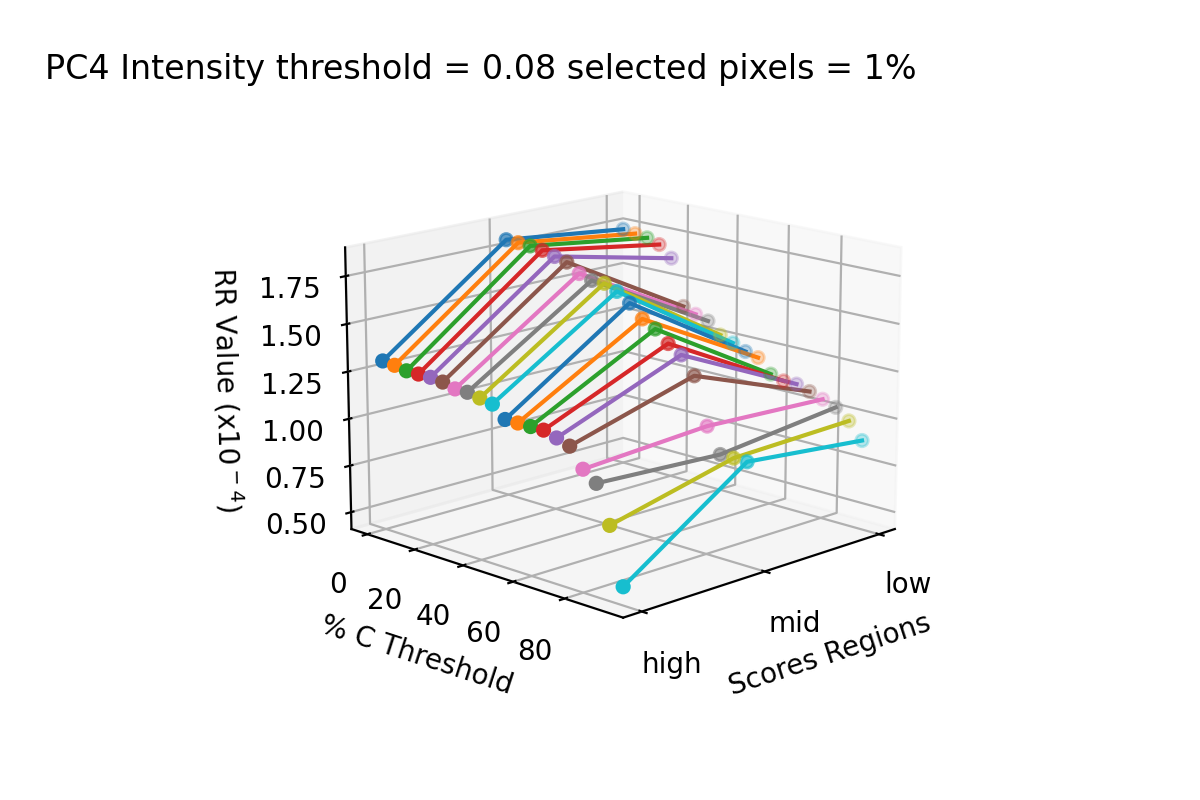 PC4 Intensity threshold = 0.08 selected pixels = 1%
RR Value (x10⁻⁴)
1.75
1.50
1.25
1.00
0.75
0.50
0
20
40
60
80
% C Threshold
high
mid
low
Scores Regions